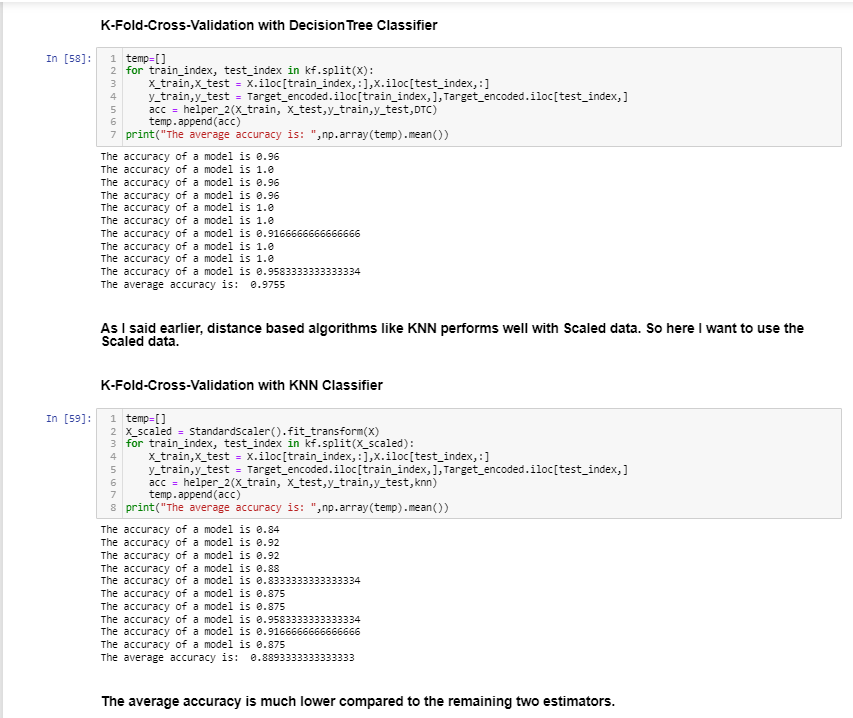 K-Fold-Cross-Validation with DecisionTree Classifier
In [58]:
1 temp=[]
2 for train_index, test_index in kf.split(X):
3     X_train,X_test = X.iloc[train_index,:],X.iloc[test_index,:]
4     y_train,y_test = Target_encoded.iloc[train_index,],Target_encoded.iloc[test_index,]
5     acc = helper_2(X_train, X_test,y_train,y_test,DTC)
6     temp.append(acc)
7 print("The average accuracy is: ",np.array(temp).mean())
The accuracy of a model is 0.96
The accuracy of a model is 1.0
The accuracy of a model is 0.96
The accuracy of a model is 0.96
The accuracy of a model is 1.0
The accuracy of a model is 1.0
The accuracy of a model is 0.9166666666666666
The accuracy of a model is 1.0
The accuracy of a model is 1.0
The accuracy of a model is 0.9583333333333334
The average accuracy is:  0.9755
As I said earlier, distance based algorithms like KNN performs well with Scaled data. So here I want to use the
Scaled data.
K-Fold-Cross-Validation with KNN Classifier
In [59]:
1 temp=[]
2 X_scaled = StandardScaler().fit_transform(X)
3 for train_index, test_index in kf.split(X_scaled):
4     X_train,X_test = X.iloc[train_index,:],X.iloc[test_index,:]
5     y_train,y_test = Target_encoded.iloc[train_index,],Target_encoded.iloc[test_index,]
6     acc = helper_2(X_train, X_test,y_train,y_test,knn)
7     temp.append(acc)
8 print("The average accuracy is: ",np.array(temp).mean())
The accuracy of a model is 0.84
The accuracy of a model is 0.92
The accuracy of a model is 0.92
The accuracy of a model is 0.88
The accuracy of a model is 0.8333333333333334
The accuracy of a model is 0.875
The accuracy of a model is 0.875
The accuracy of a model is 0.9583333333333334
The accuracy of a model is 0.9166666666666666
The accuracy of a model is 0.875
The average accuracy is:  0.8893333333333333
The average accuracy is much lower compared to the remaining two estimators.